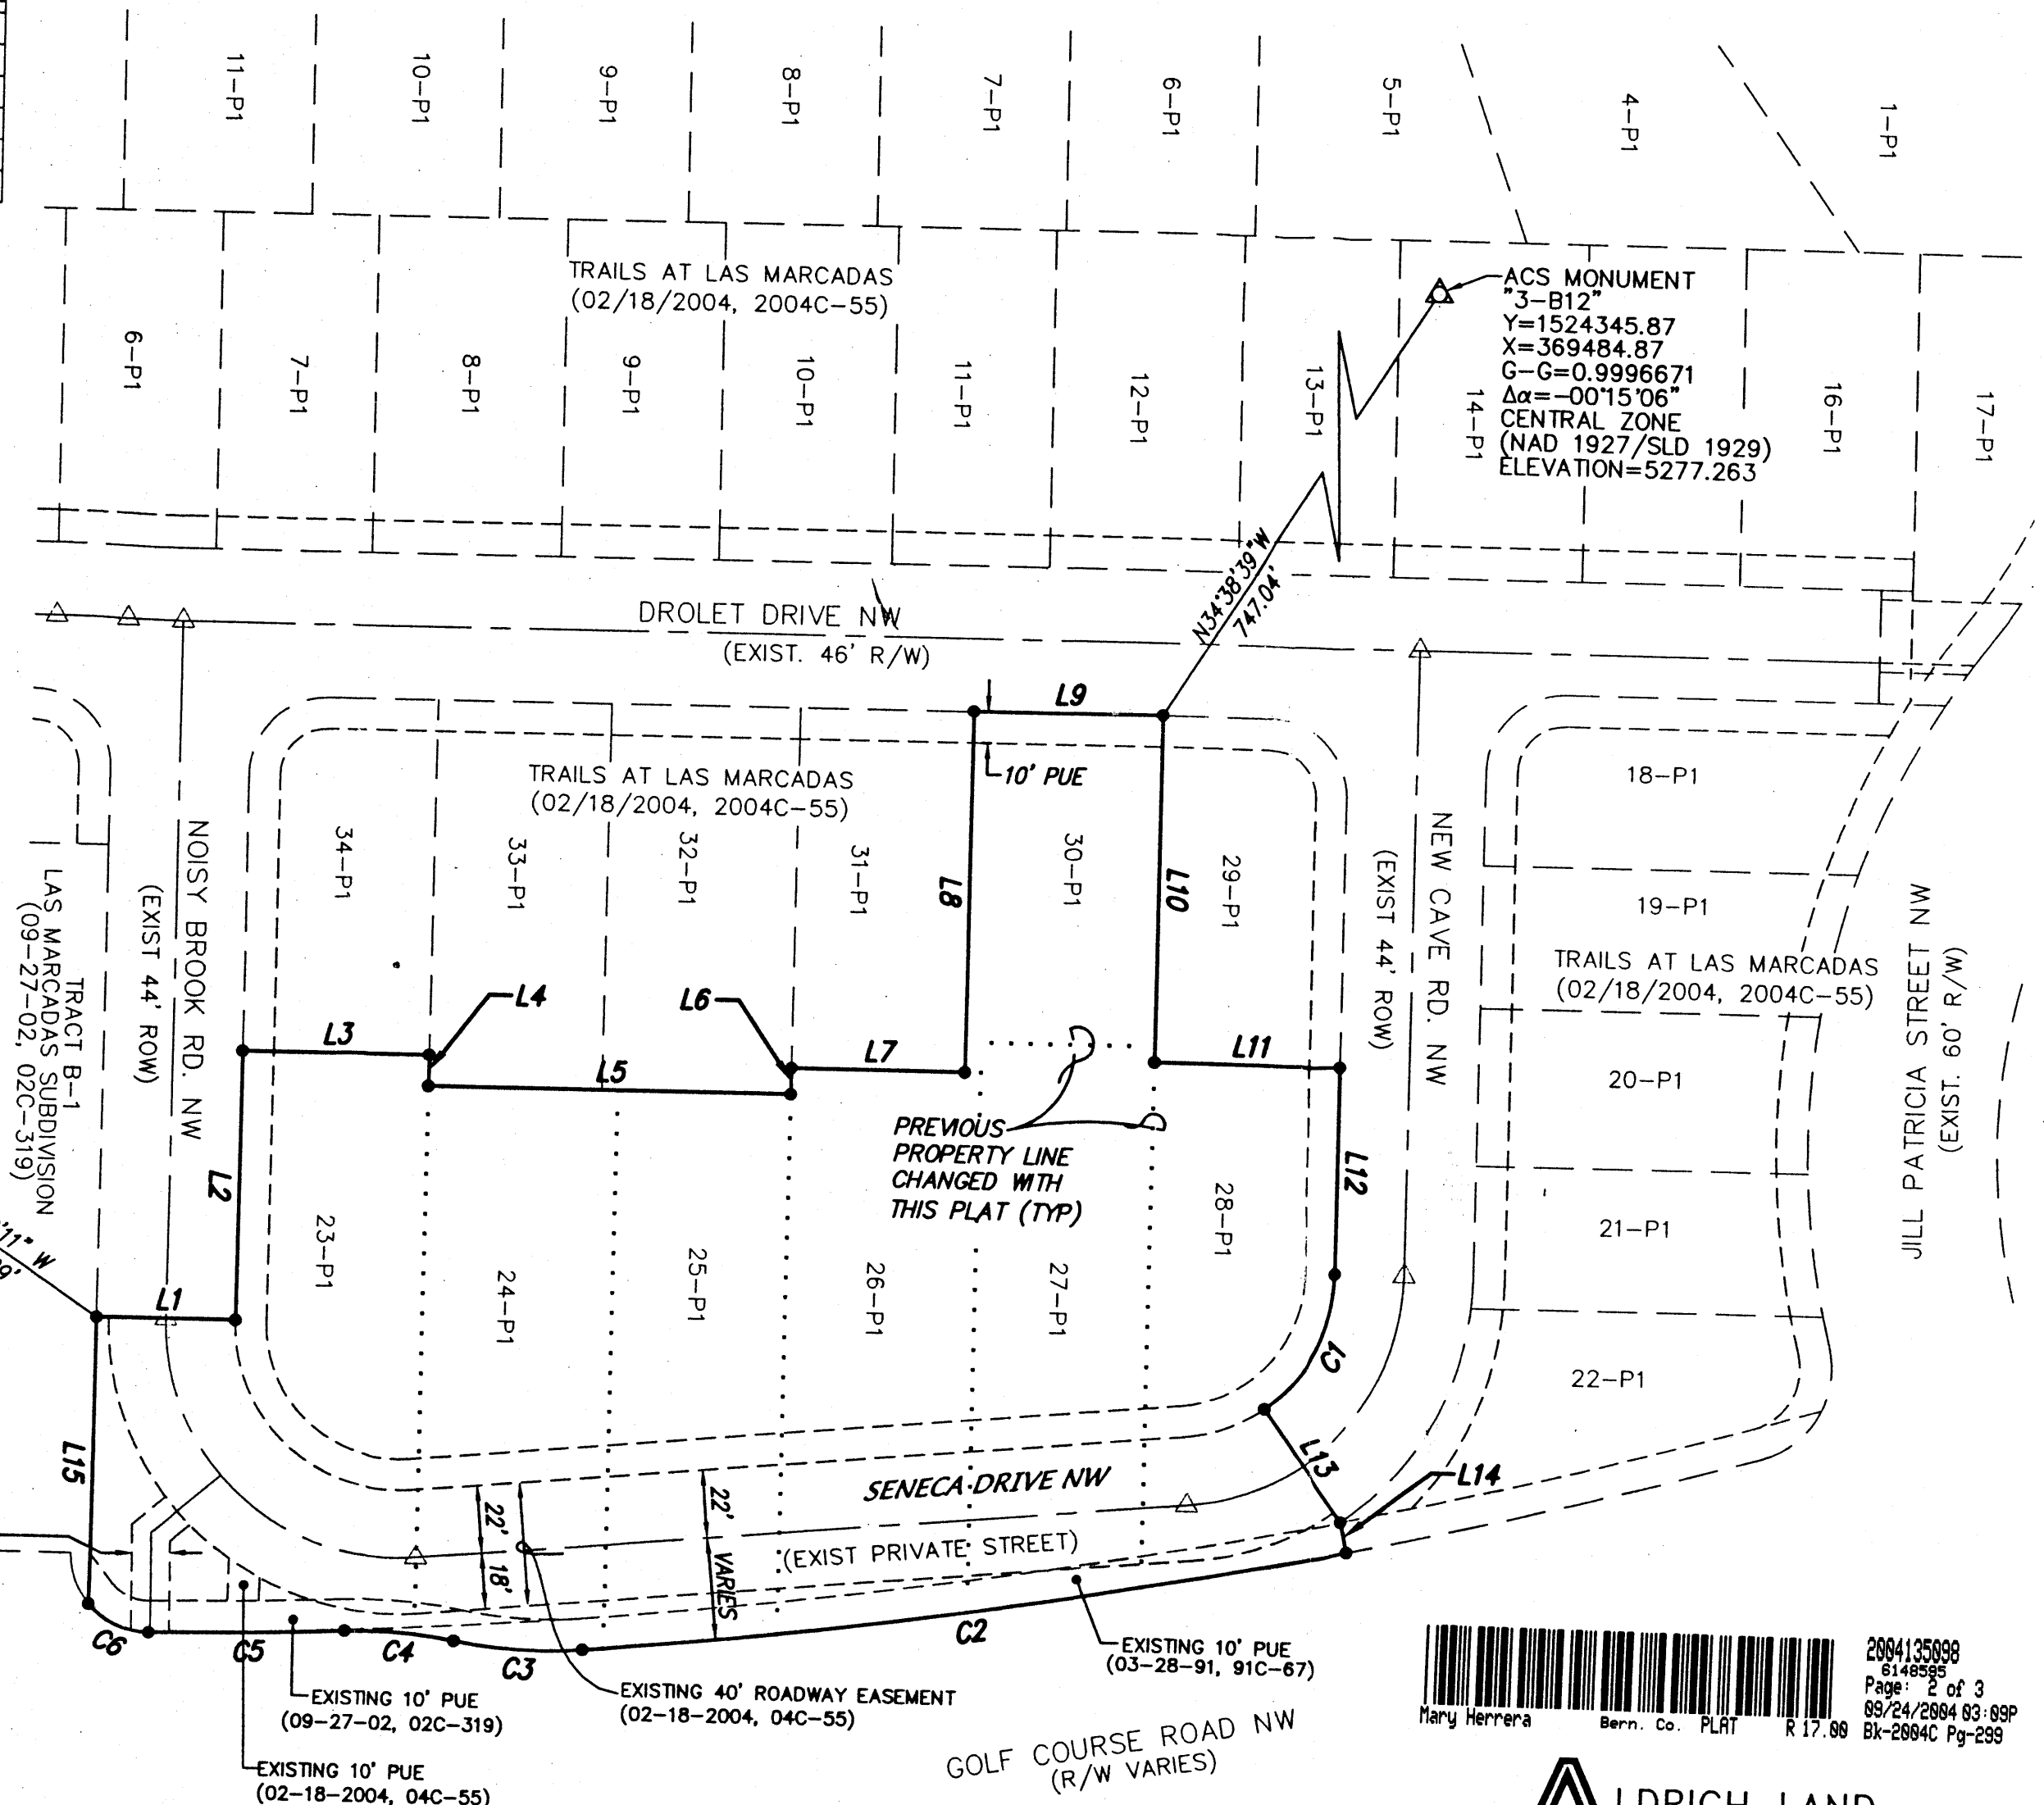 11-P1
10-P1
9-P1
8-P1
7-P1
6-P1
5-P1
4-P1
1-P1
TRAILS AT LAS MARCADAS
(02/18/2004, 2004C-55)
ACS MONUMENT
"3-B12"
Y=1524345.87
X=369484.87
G-G=0.9996671
Δα=-00°15'06"
CENTRAL ZONE
(NAD 1927/SLD 1929)
ELEVATION=5277.263
6-P1
7-P1
8-P1
9-P1
10-P1
11-P1
12-P1
13-P1
14-P1
16-P1
17-P1
N34°38'39"W
747.04'
DROLET DRIVE NW
(EXIST. 46' R/W)
L9
10' PUE
TRAILS AT LAS MARCADAS
(02/18/2004, 2004C-55)
34-P1
33-P1
32-P1
31-P1
L8
30-P1
L10
29-P1
NEW CAVE RD. NW
(EXIST 44' ROW)
18-P1
19-P1
TRAILS AT LAS MARCADAS
(02/18/2004, 2004C-55)
20-P1
21-P1
22-P1
JILL PATRICIA STREET NW
(EXIST. 60' R/W)
NOISY BROOK RD. NW
(EXIST 44' ROW)
TRACT B-1
LAS MARCADAS SUBDIVISION
(09-27-02, 02C-319)
L3
L4
L5
L6
L7
L11
L12
L2
L1
'11" W
PREVIOUS
PROPERTY LINE
CHANGED WITH
THIS PLAT (TYP)
23-P1
24-P1
25-P1
26-P1
27-P1
28-P1
C1
L13
L14
L15
SENECA DRIVE NW
(EXIST PRIVATE STREET)
22'
18'
22'
VARIES
C6
C5
C4
C3
C2
EXISTING 10' PUE
(03-28-91, 91C-67)
EXISTING 10' PUE
(09-27-02, 02C-319)
EXISTING 40' ROADWAY EASEMENT
(02-18-2004, 04C-55)
EXISTING 10' PUE
(02-18-2004, 04C-55)
GOLF COURSE ROAD NW
(R/W VARIES)
2004135098
6148595
Page: 2 of 3
09/24/2004 03:09P
Mary Herrera Bern. Co. PLAT R 17.00 Bk-2004C Pg-299
LDRICH LAND